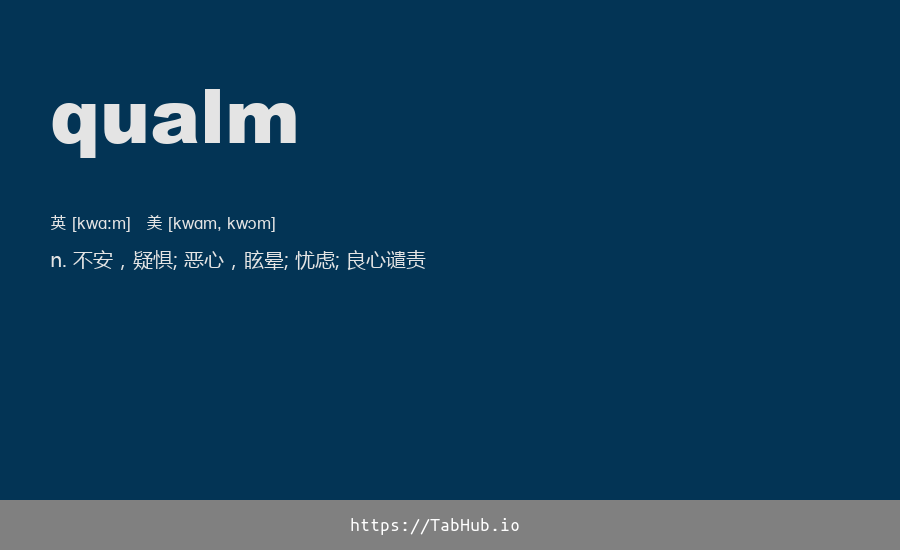 qualm
英 [kwɑːm] 美 [kwɑm, kwɔm]
n. 不安，疑惧; 恶心，眩晕; 忧虑; 良心谴责
https://TabHub.io